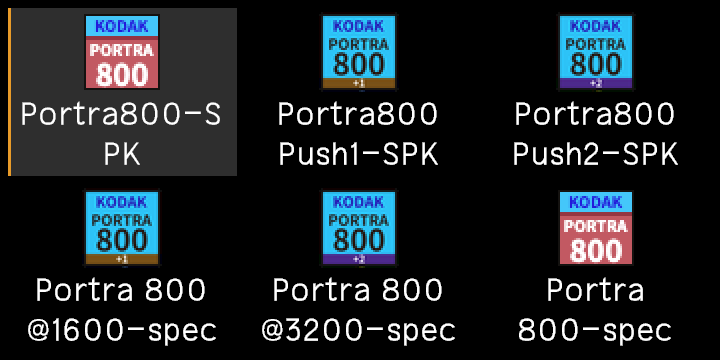 KODAK
PORTRA
800
Portra800-S
PK
KODAK
PORTRA
800
+1
Portra800
Push1-SPK
KODAK
PORTRA
800
+2
Portra800
Push2-SPK
KODAK
PORTRA
800
+1
Portra 800
@1600-spec
KODAK
PORTRA
800
+2
Portra 800
@3200-spec
KODAK
PORTRA
800
Portra
800-spec